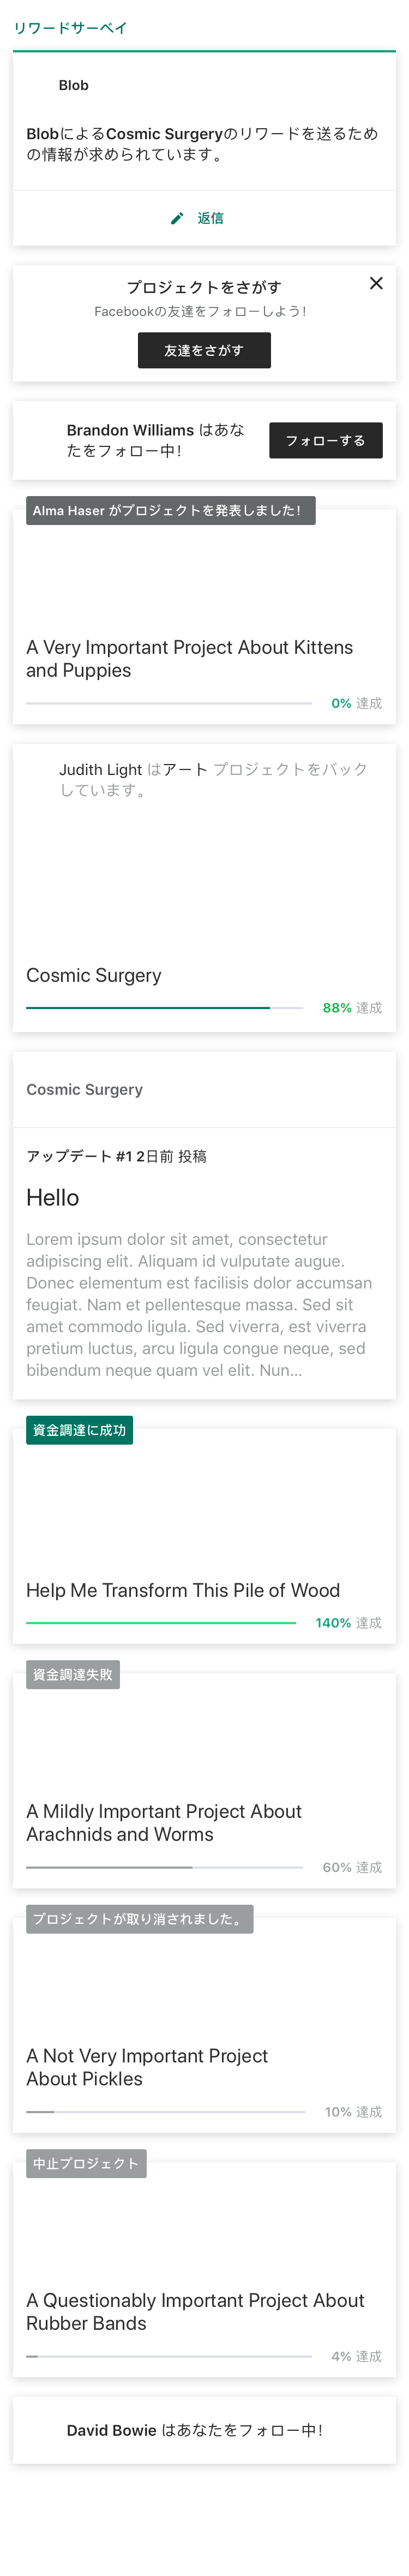 リワードサーベイ
Blob
BlobによるCosmic Surgeryのリワードを送るため
の情報が求められています。
返信
プロジェクトをさがす
Facebookの友達をフォローしよう！
友達をさがす
Brandon Williams はあな
たをフォロー中！
フォローする
Alma Haser がプロジェクトを発表しました！
A Very Important Project About Kittens
and Puppies
0% 達成
Judith Light はアート プロジェクトをバック
しています。
Cosmic Surgery
88% 達成
Cosmic Surgery
アップデート #1 2日前 投稿
Hello
Lorem ipsum dolor sit amet, consectetur
adipiscing elit. Aliquam id vulputate augue.
Donec elementum est facilisis dolor accumsan
feugiat. Nam et pellentesque massa. Sed sit
amet commodo ligula. Sed viverra, est viverra
pretium luctus, arcu ligula congue neque, sed
bibendum neque quam vel elit. Nun...
資金調達に成功
Help Me Transform This Pile of Wood
140% 達成
資金調達失敗
A Mildly Important Project About
Arachnids and Worms
60% 達成
プロジェクトが取り消されました。
A Not Very Important Project
About Pickles
10% 達成
中止プロジェクト
A Questionably Important Project About
Rubber Bands
4% 達成
David Bowie はあなたをフォロー中！